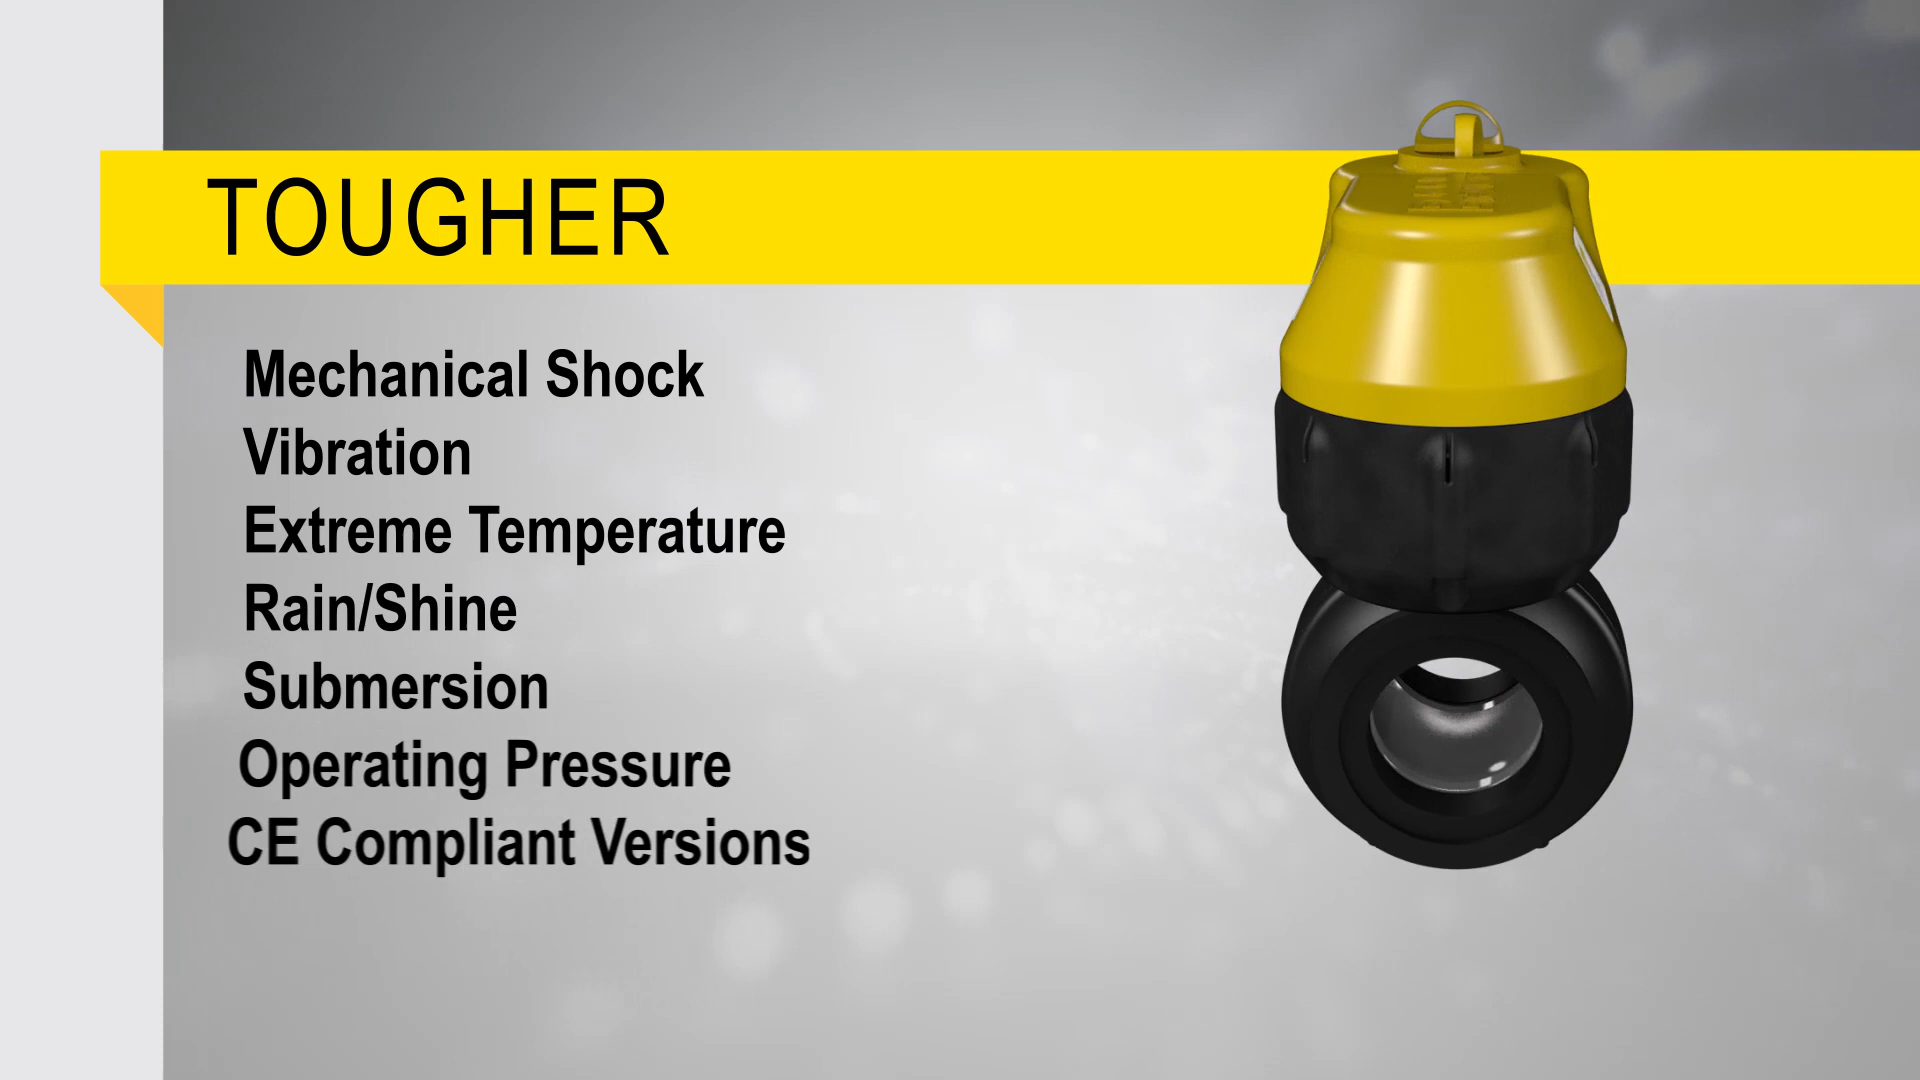 TOUGHER
Mechanical Shock
Vibration
Extreme Temperature
Rain/Shine
Submersion
Operating Pressure
CE Compliant Versions